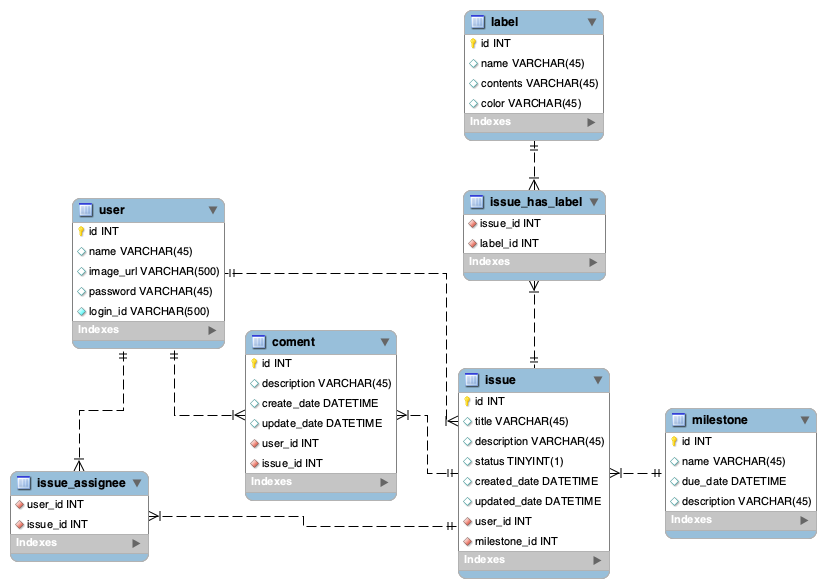 label
id INT
name VARCHAR(45)
contents VARCHAR(45)
color VARCHAR(45)
Indexes
issue_has_label
issue_id INT
label_id INT
Indexes
user
id INT
name VARCHAR(45)
image_url VARCHAR(500)
password VARCHAR(45)
login_id VARCHAR(500)
Indexes
coment
id INT
description VARCHAR(45)
create_date DATETIME
update_date DATETIME
user_id INT
issue_id INT
Indexes
issue
id INT
title VARCHAR(45)
description VARCHAR(45)
status TINYINT(1)
created_date DATETIME
updated_date DATETIME
user_id INT
milestone_id INT
Indexes
milestone
id INT
name VARCHAR(45)
due_date DATETIME
description VARCHAR(45)
Indexes
issue_assignee
user_id INT
issue_id INT
Indexes